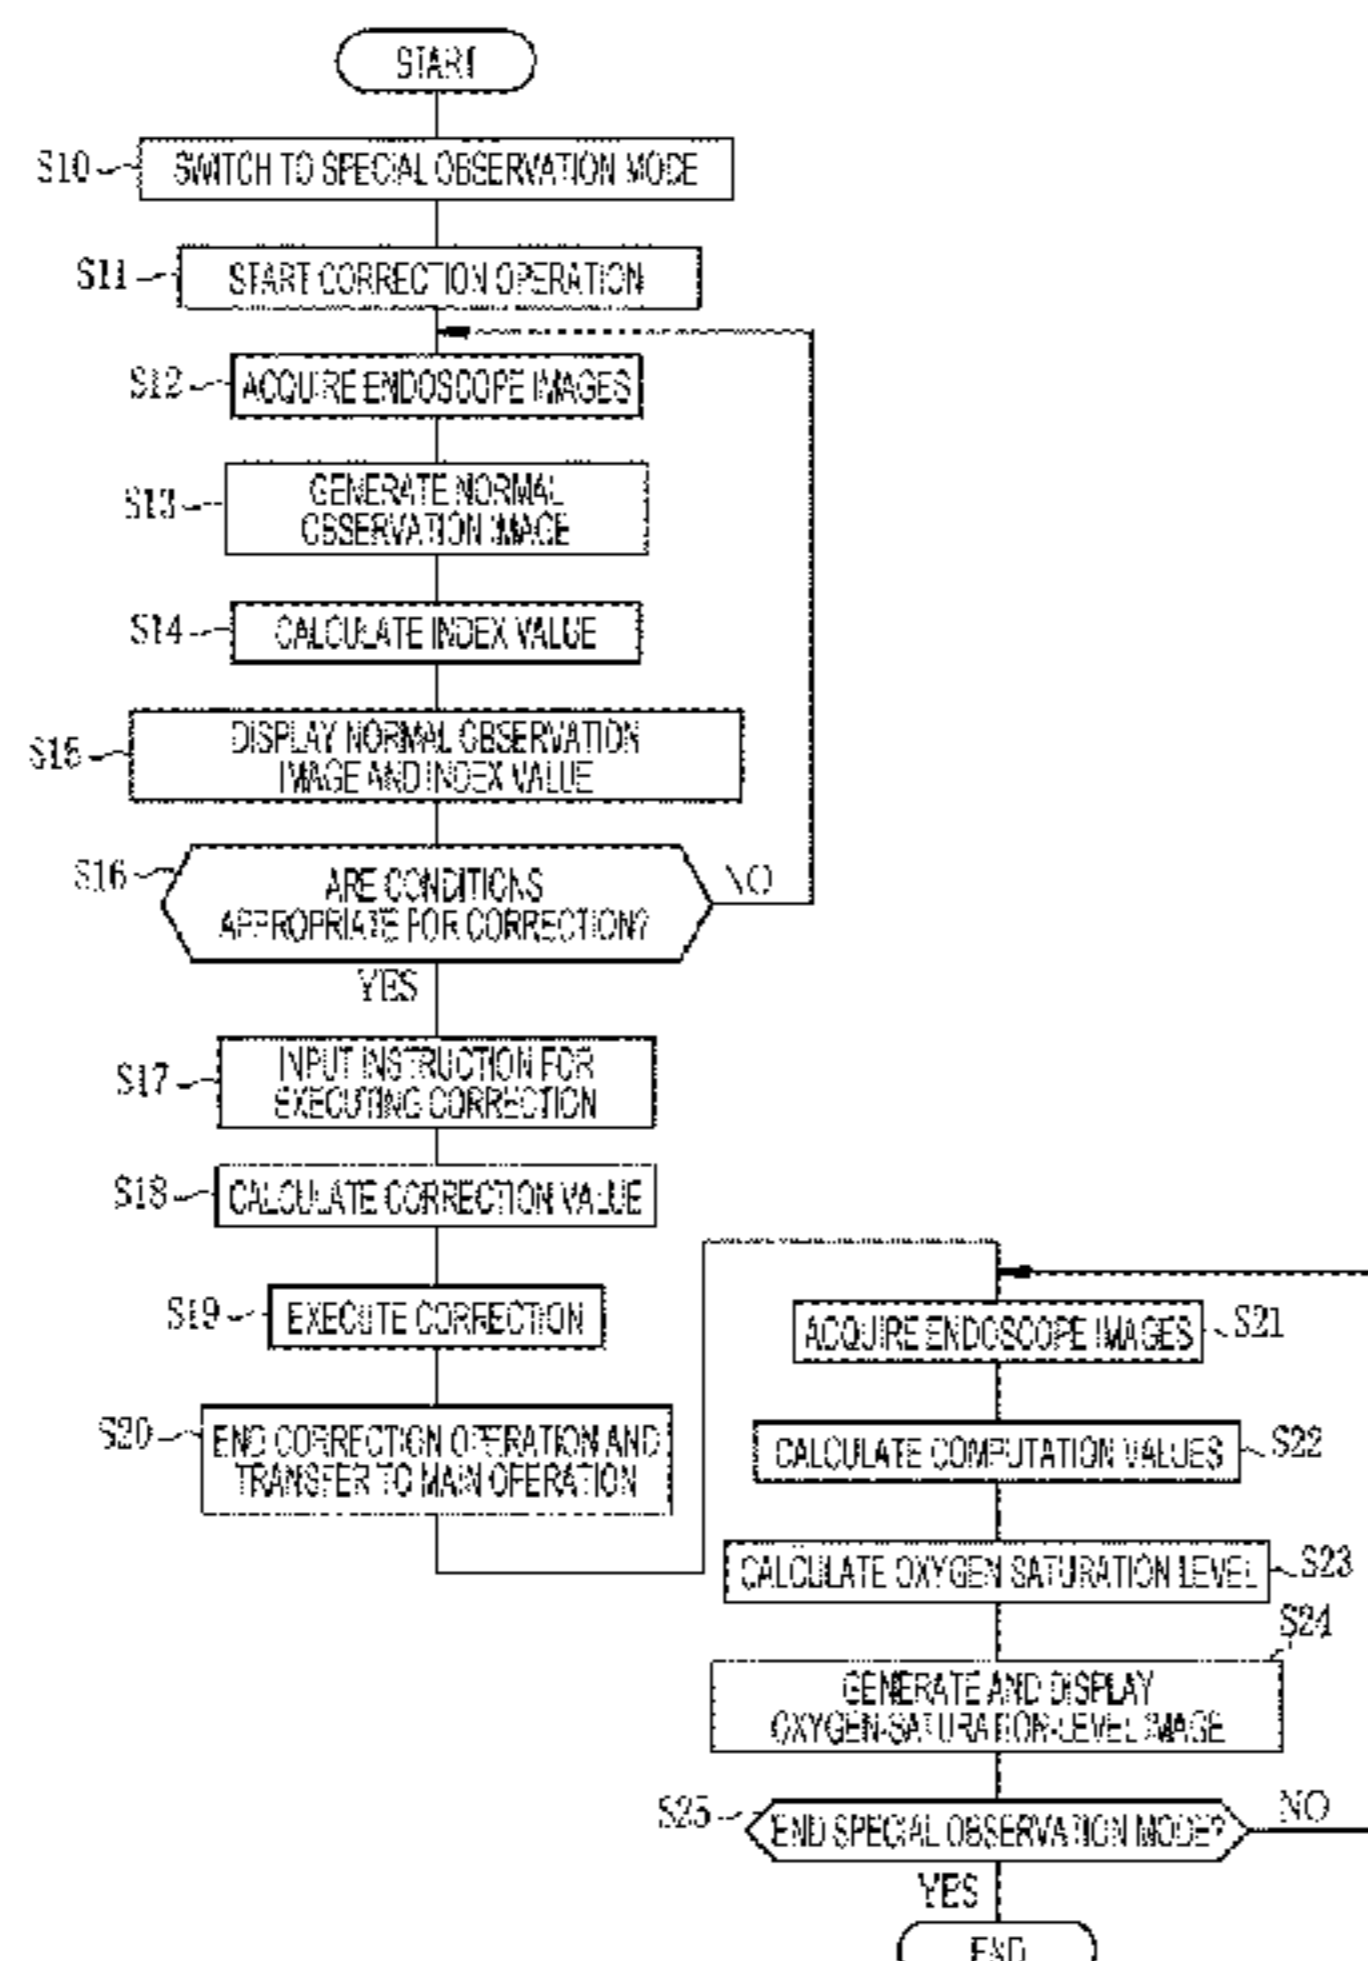 START
S10
SWITCH TO SPECIAL OBSERVATION MODE
S11
START CORRECTION OPERATION
S12
ACQUIRE ENDOSCOPE IMAGES
S13
GENERATE NORMAL
OBSERVATION IMAGE
S14
CALCULATE INDEX VALUE
S15
DISPLAY NORMAL OBSERVATION
IMAGE AND INDEX VALUE
S16
ARE CONDITIONS
APPROPRIATE FOR CORRECTION?
NO
YES
S17
INPUT INSTRUCTION FOR
EXECUTING CORRECTION
S18
CALCULATE CORRECTION VALUE
S19
EXECUTE CORRECTION
S20
END CORRECTION OPERATION AND
TRANSFER TO MAIN OPERATION
ACQUIRE ENDOSCOPE IMAGES
S21
CALCULATE COMPUTATION VALUES
S22
CALCULATE OXYGEN SATURATION LEVEL
S23
S24
GENERATE AND DISPLAY
OXYGEN-SATURATION-LEVEL IMAGE
S25
END SPECIAL OBSERVATION MODE?
NO
YES
END